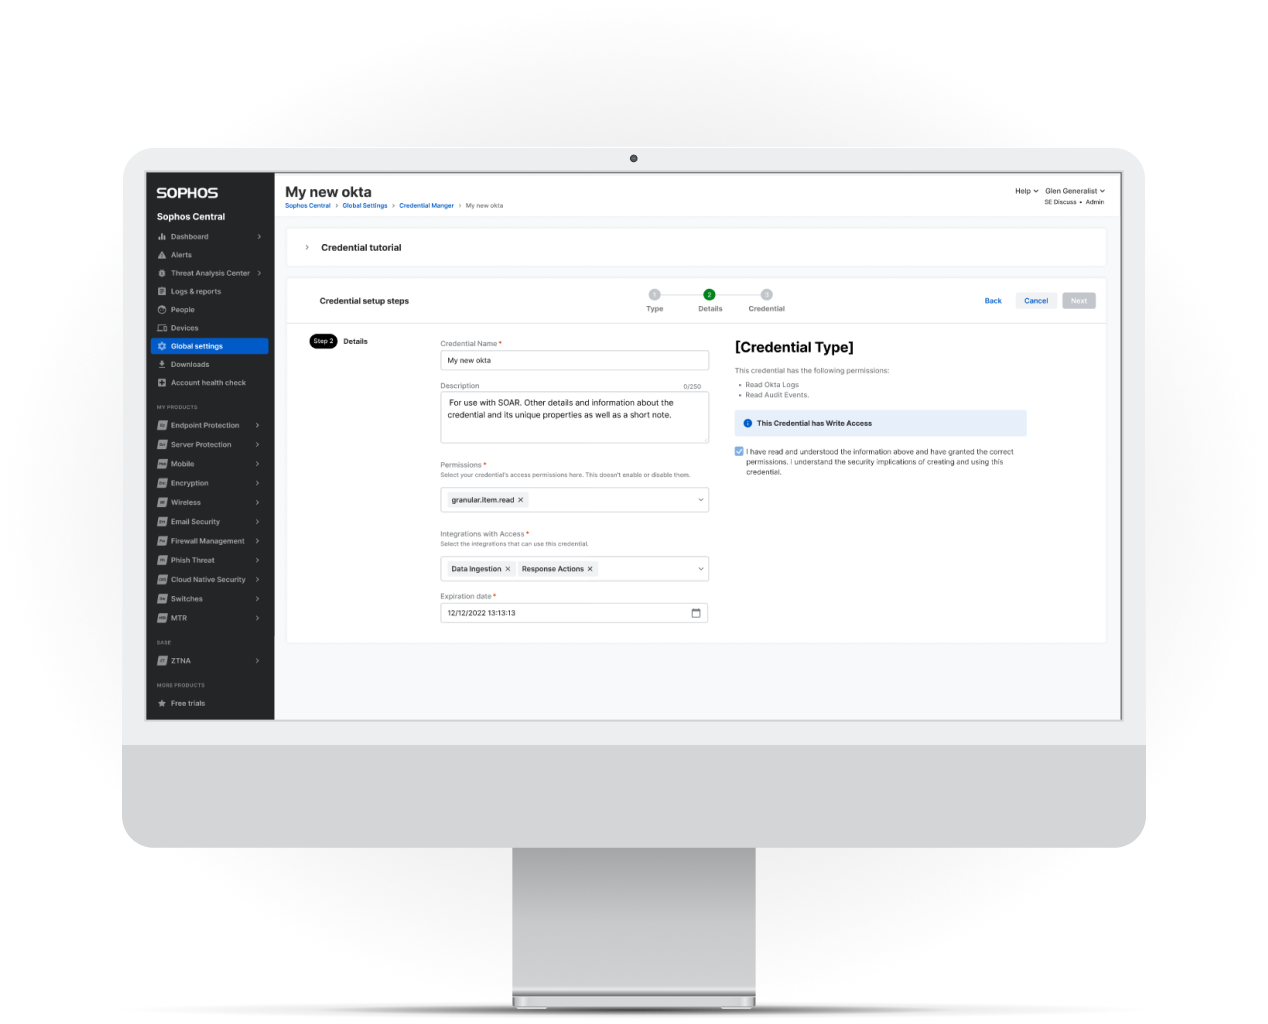 SOPHOS
Sophos Central
Dashboard
Alerts
Threat Analysis Center
Logs & reports
People
Devices
Global settings
Downloads
Account health check
MY PRODUCTS
Endpoint Protection
Server Protection
Mobile
Encryption
Wireless
Email Security
Firewall Management
Phish Threat
Cloud Native Security
Switches
MTR
SASE
ZTNA
MORE PRODUCTS
Free trials
My new okta
Sophos Central > Global Settings > Credential Manger > My new okta
Help Glen Generalist
SE Discuss • Admin
Credential tutorial
Credential setup steps
1 2 3
Type Details Credential
Back Cancel Next
Step 2 Details
Credential Name *
My new okta
Description 0/250
For use with SOAR. Other details and information about the
credential and its unique properties as well as a short note.
Permissions *
Select your credential's access permissions here. This doesn't enable or disable them.
granular.item.read ×
Integrations with Access *
Select the integrations that can use this credential.
Data Ingestion × Response Actions ×
Expiration date *
12/12/2022 13:13:13
[Credential Type]
This credential has the following permissions:
• Read Okta Logs
• Read Audit Events.
This Credential has Write Access
I have read and understood the information above and have granted the correct
permissions. I understand the security implications of creating and using this
credential.